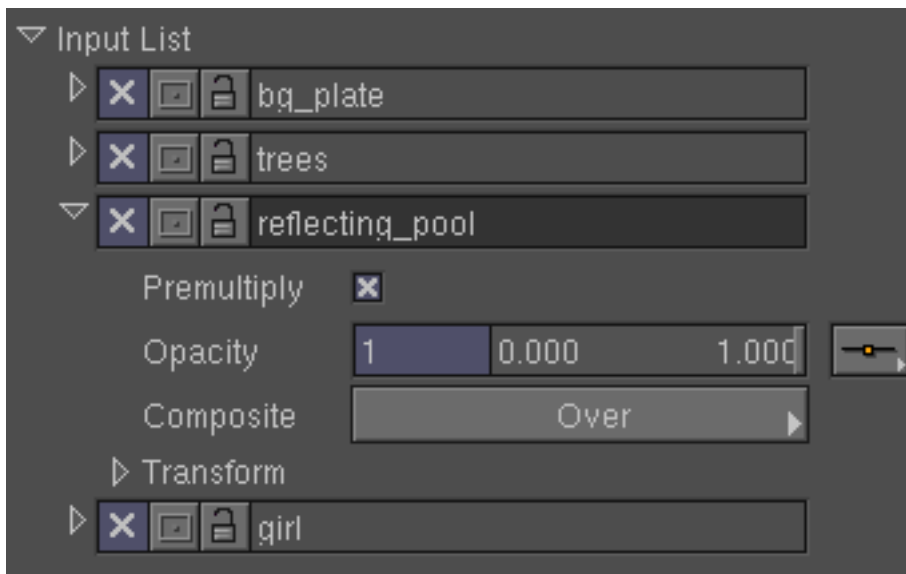 Input List
bg_plate
trees
reflecting_pool
Premultiply
Opacity 1 0.000 1.000
Composite Over
Transform
girl